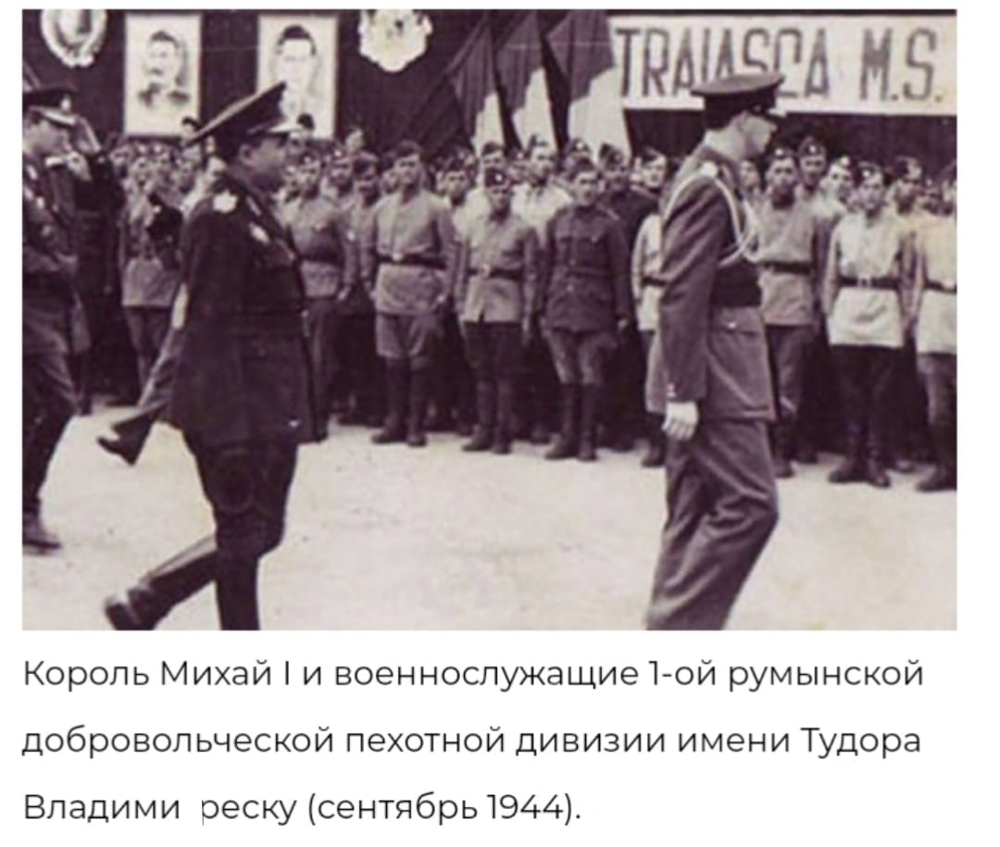 TRAIASCA M.S.
Король Михай I и военнослужащие 1-ой румынской
добровольческой пехотной дивизии имени Тудора
Владими реску (сентябрь 1944).